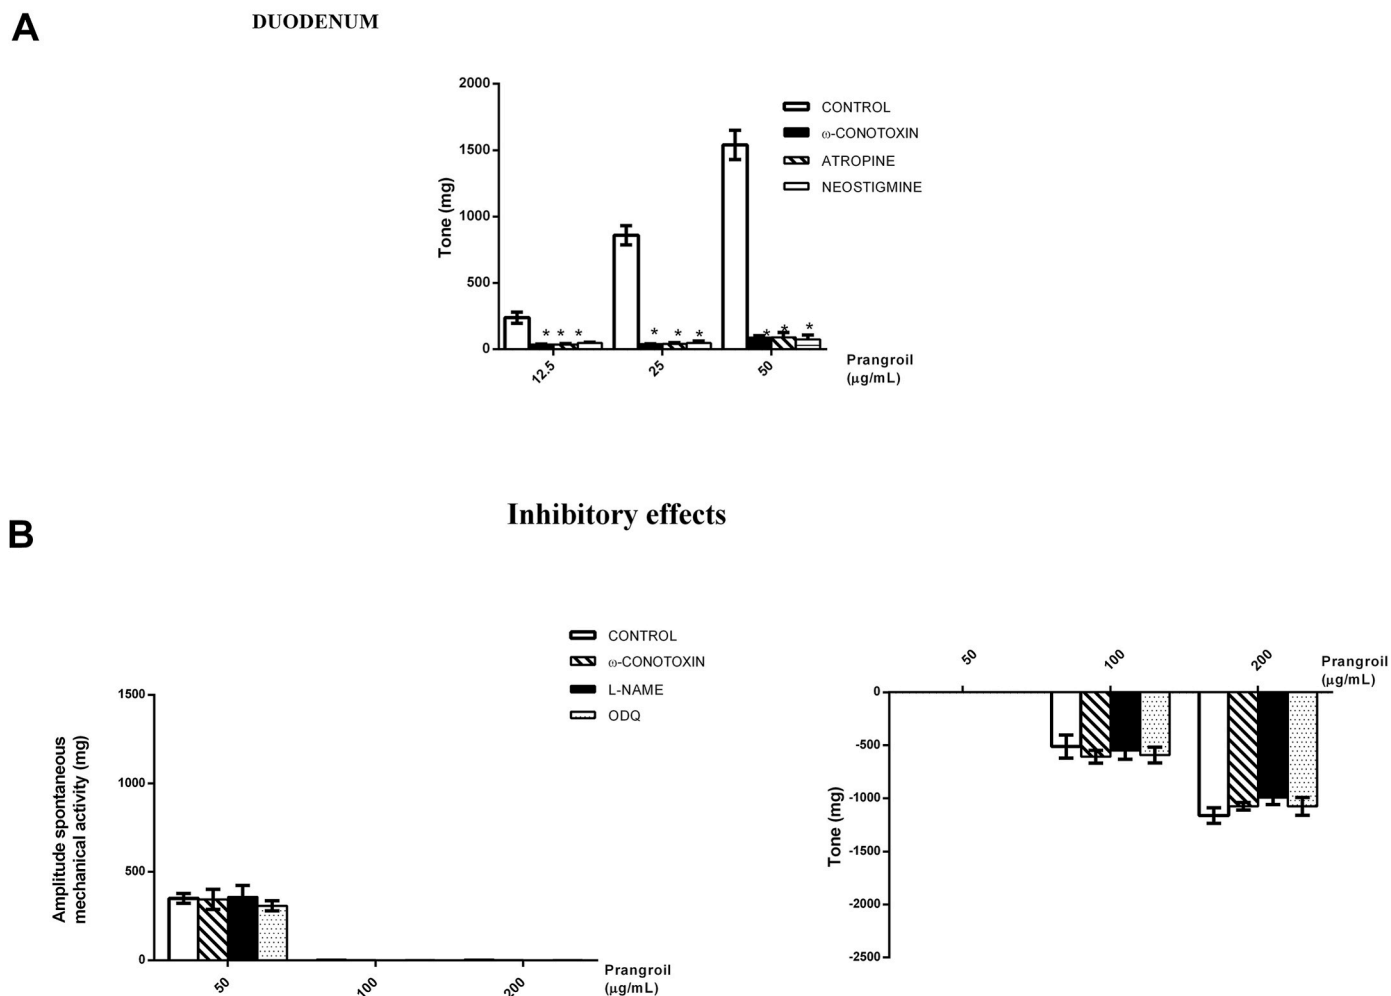 A
DUODENUM
2000
1500
1000
500
0
Tone (mg)
CONTROL
ω-CONOTOXIN
ATROPINE
NEOSTIGMINE
* * *
* * *
* * *
12.5
25
50
Prangroil
(μg/mL)
Inhibitory effects
B
CONTROL
ω-CONOTOXIN
L-NAME
ODQ
1500
1000
500
0
Amplitude spontaneous
mechanical activity (mg)
50
100
200
Prangroil
(μg/mL)
50
100
200
Prangroil
(μg/mL)
0
-500
-1000
-1500
-2000
-2500
Tone (mg)